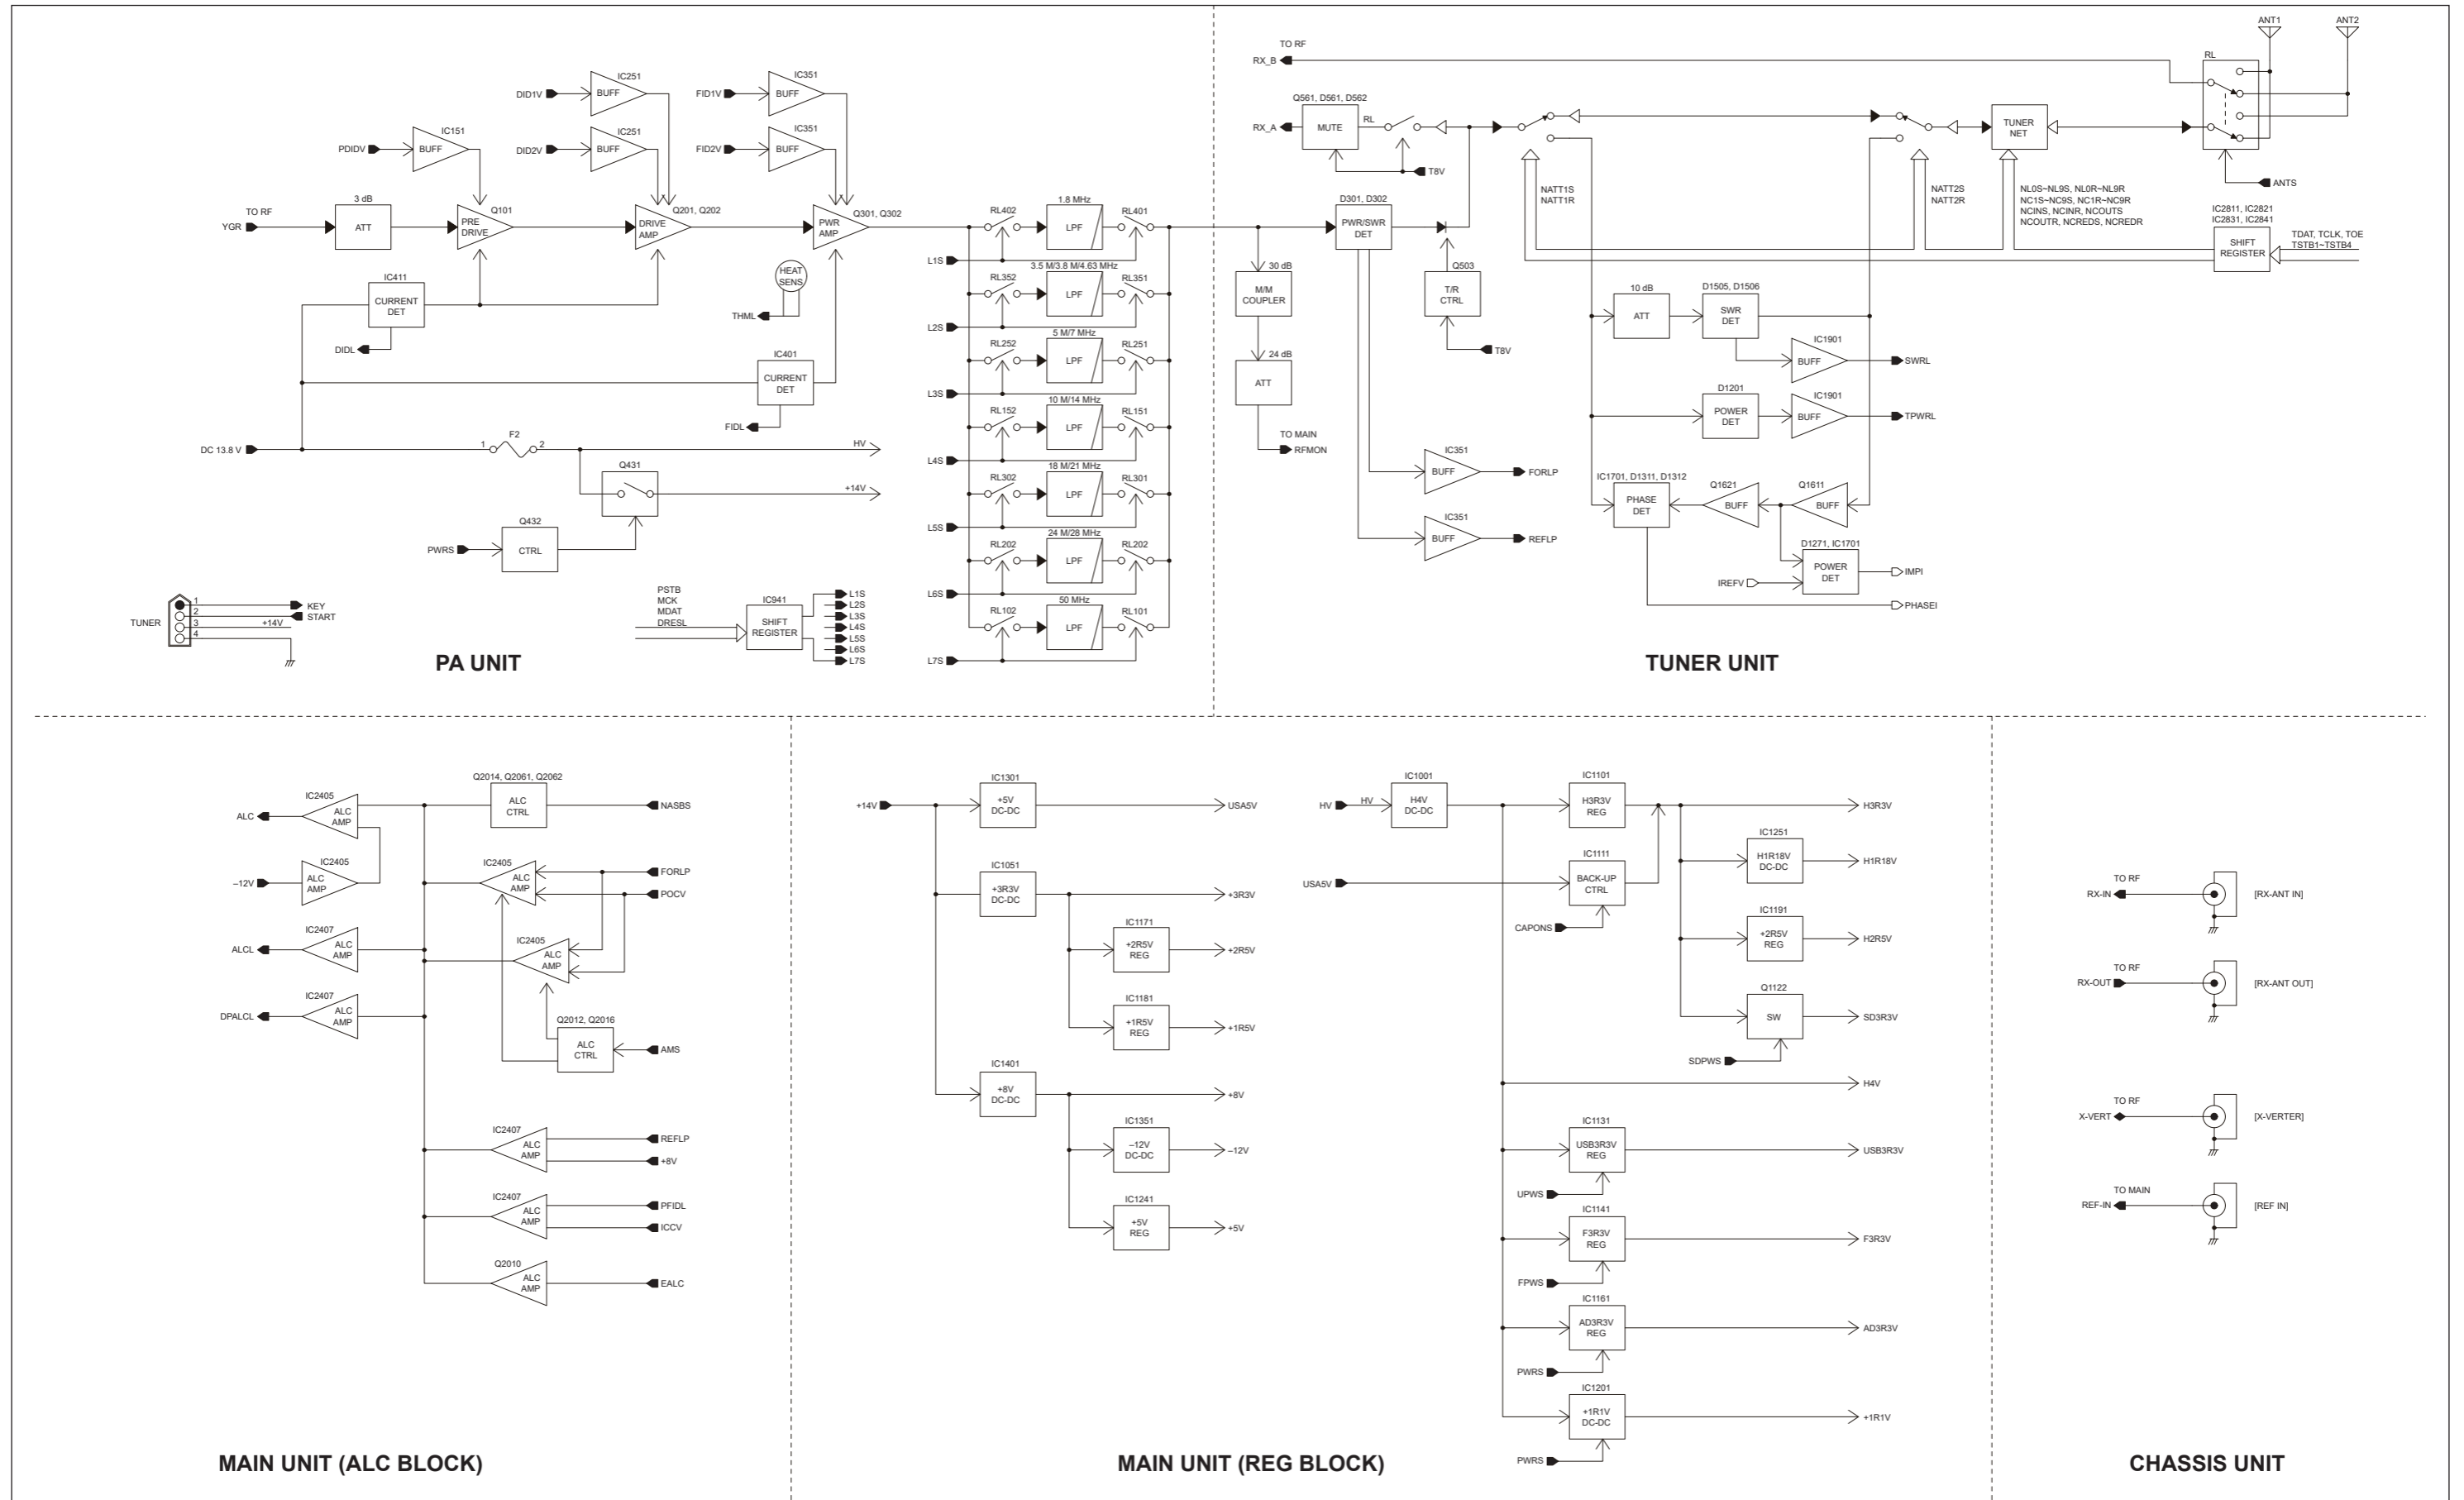 TO RF
YGR
3 dB
ATT
PDIDV
IC151
BUFF
Q101
PRE
DRIVE
DID1V
IC251
BUFF
DID2V
IC251
BUFF
Q201, Q202
DRIVE
AMP
FID1V
IC351
BUFF
FID2V
IC351
BUFF
Q301, Q302
PWR
AMP
IC411
CURRENT
DET
DIDL
HEAT
SENS
THML
IC401
CURRENT
DET
FIDL
DC 13.8 V
1
F2
2
HV
Q431
+14V
Q432
PWRS
CTRL
TUNER
1
2
3
4
KEY
START
+14V
PSTB
MCK
MDAT
DRESL
IC941
SHIFT
REGISTER
L1S
L2S
L3S
L4S
L5S
L6S
L7S
RL402
1.8 MHz
LPF
RL401
L1S
RL352
3.5 M/3.8 M/4.63 MHz
LPF
RL351
L2S
RL252
5 M/7 MHz
LPF
RL251
L3S
RL152
10 M/14 MHz
LPF
RL151
L4S
RL302
18 M/21 MHz
LPF
RL301
L5S
RL202
24 M/28 MHz
LPF
RL202
L6S
RL102
50 MHz
LPF
RL101
L7S
PA UNIT
TO RF
RX_B
Q561, D561, D562
RX_A
MUTE
RL
T8V
D301, D302
PWR/SWR
DET
30 dB
M/M
COUPLER
24 dB
ATT
TO MAIN
RFMON
Q503
T/R
CTRL
T8V
IC351
BUFF
FORLP
IC351
BUFF
REFLP
NATT1S
NATT1R
NATT2S
NATT2R
TUNER
NET
NL0S~NL9S, NL0R~NL9R
NC1S~NC9S, NC1R~NC9R
NCINS, NCINR, NCOUTS
NCOUTR, NCREDS, NCREDR
RL
ANT1
ANT2
ANTS
IC2811, IC2821
IC2831, IC2841
SHIFT
REGISTER
TDAT, TCLK, TOE
TSTB1~TSTB4
10 dB
ATT
D1505, D1506
SWR
DET
IC1901
BUFF
SWRL
D1201
POWER
DET
IC1901
BUFF
TPWRL
IC1701, D1311, D1312
PHASE
DET
Q1621
BUFF
Q1611
BUFF
D1271, IC1701
POWER
DET
IREFV
IMPI
PHASEI
TUNER UNIT
Q2014, Q2061, Q2062
ALC
CTRL
NASBS
IC2405
ALC
AMP
ALC
IC2405
ALC
AMP
–12V
IC2405
ALC
AMP
FORLP
POCV
IC2407
ALC
AMP
ALCL
IC2405
ALC
AMP
IC2407
ALC
AMP
DPALCL
Q2012, Q2016
ALC
CTRL
AMS
IC2407
ALC
AMP
REFLP
+8V
IC2407
ALC
AMP
PFIDL
ICCV
Q2010
ALC
AMP
EALC
MAIN UNIT (ALC BLOCK)
+14V
IC1301
+5V
DC-DC
USA5V
IC1051
+3R3V
DC-DC
+3R3V
IC1171
+2R5V
REG
+2R5V
IC1181
+1R5V
REG
+1R5V
IC1401
+8V
DC-DC
+8V
IC1351
–12V
DC-DC
–12V
IC1241
+5V
REG
+5V
HV
HV
IC1001
H4V
DC-DC
IC1101
H3R3V
REG
H3R3V
USA5V
IC1111
BACK-UP
CTRL
CAPONS
IC1251
H1R18V
DC-DC
H1R18V
IC1191
+2R5V
REG
H2R5V
Q1122
SW
SD3R3V
SDPWS
H4V
IC1131
USB3R3V
REG
USB3R3V
UPWS
IC1141
F3R3V
REG
F3R3V
FPWS
IC1161
AD3R3V
REG
AD3R3V
PWRS
IC1201
+1R1V
DC-DC
+1R1V
PWRS
MAIN UNIT (REG BLOCK)
TO RF
RX-IN
[RX-ANT IN]
TO RF
RX-OUT
[RX-ANT OUT]
TO RF
X-VERT
[X-VERTER]
TO MAIN
REF-IN
[REF IN]
CHASSIS UNIT